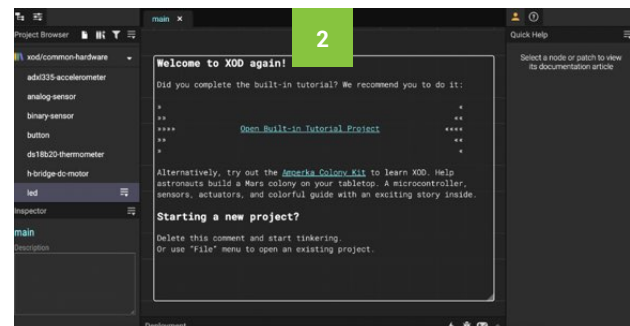 main ×
2
Project Browser
Quick Help
xod/common-hardware
adxl335-accelerometer
analog-sensor
binary-sensor
button
ds18b20-thermometer
h-bridge-dc-motor
led
Inspector
main
Description
Welcome to XOD again!
Did you complete the built-in tutorial? We recommend you to do it:
» «
»» ««
»»»» Open Built-in Tutorial Project ««««
»» ««
» «
Alternatively, try out the Amperka Colony Kit to learn XOD. Help
astronauts build a Mars colony on your tabletop. A microcontroller,
sensors, actuators, and colorful guide with an exciting story inside.
Starting a new project?
Delete this comment and start tinkering.
Or use "File" menu to open an existing project.
Select a node or patch to view
its documentation article
Deployment